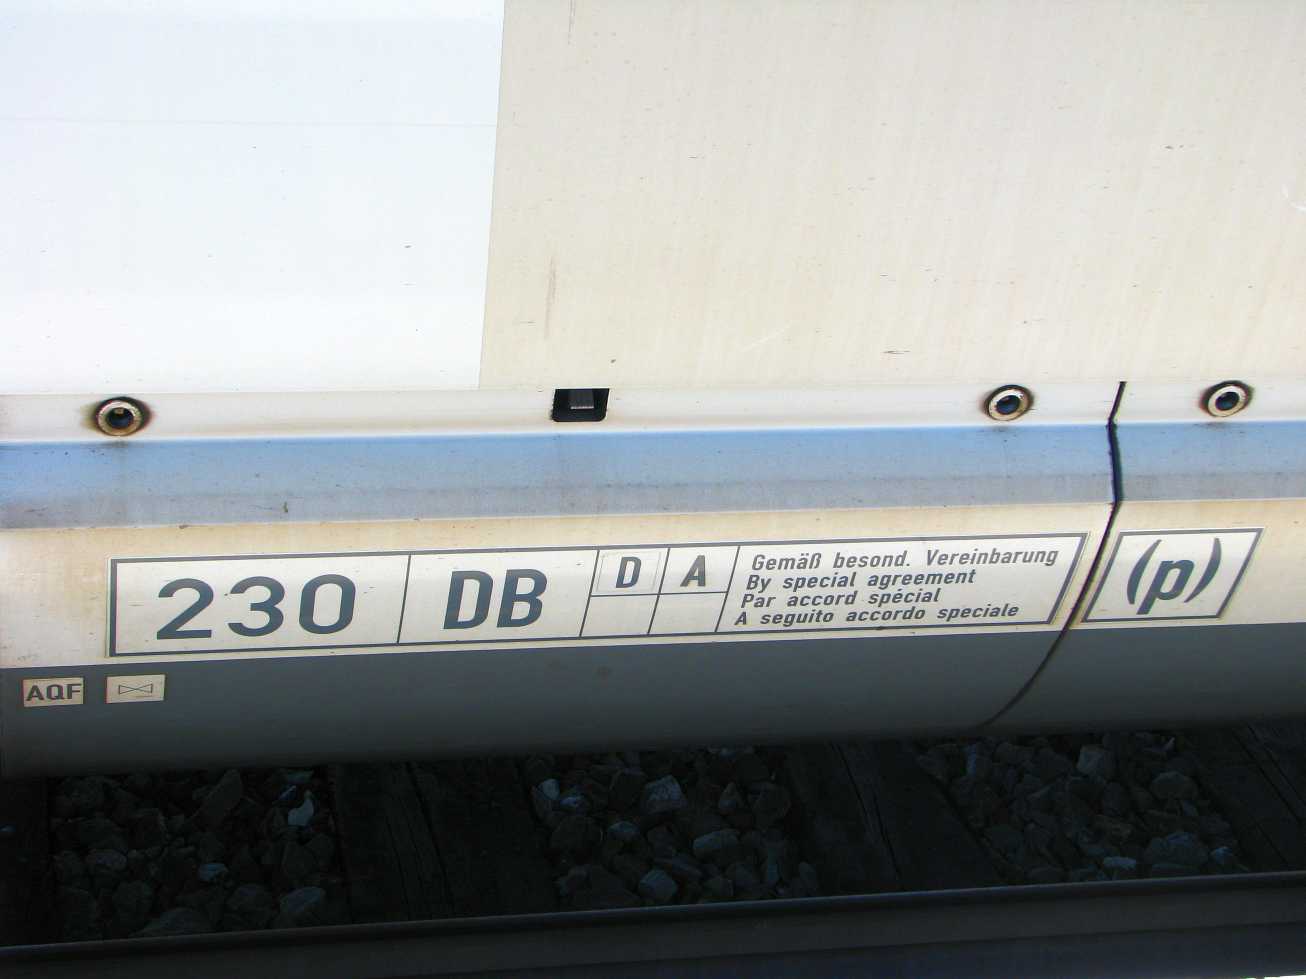 230 DB D A
Gemäß besond. Vereinbarung
By special agreement
Par accord spécial
A seguito accordo speciale
(p)
AQF